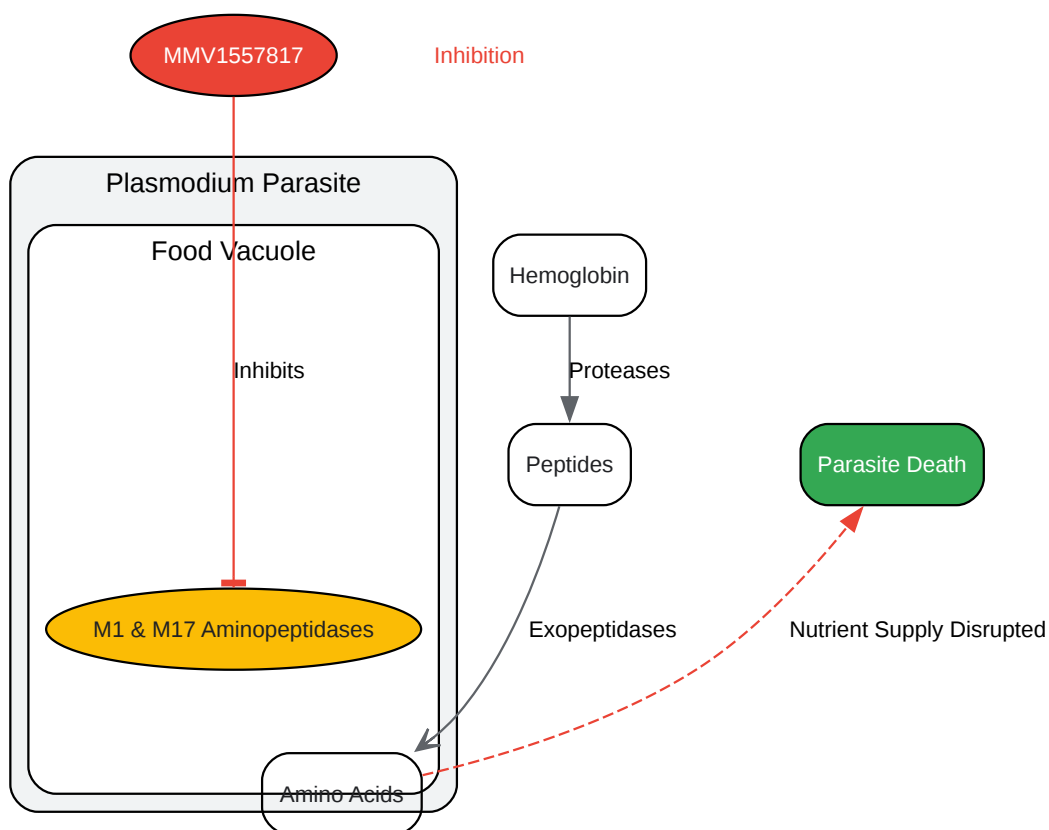 MMV1557817
Inhibition
Plasmodium Parasite
Food Vacuole
Hemoglobin
Inhibits
Proteases
Peptides
Parasite Death
M1 & M17 Aminopeptidases
Exopeptidases
Nutrient Supply Disrupted
Amino Acids